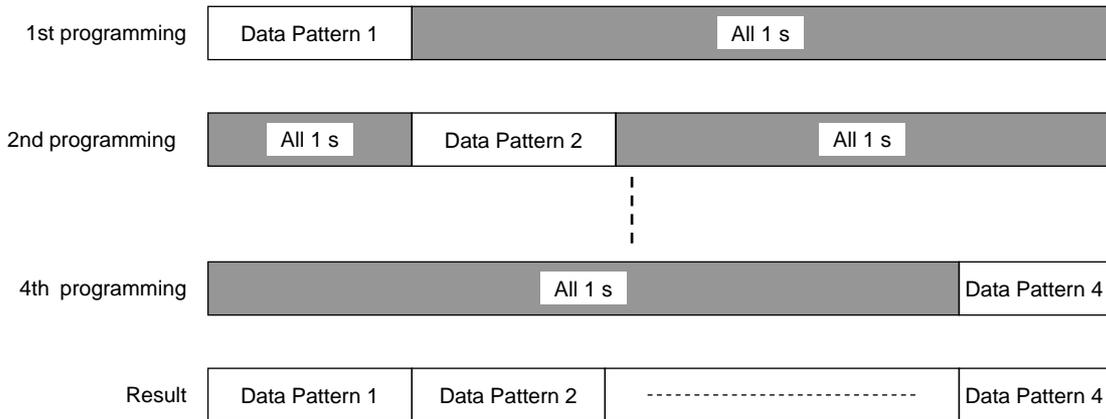 1st programming Data Pattern 1 All 1 s
2nd programming All 1 s Data Pattern 2 All 1 s
4th programming All 1 s Data Pattern 4
Result Data Pattern 1 Data Pattern 2 Data Pattern 4